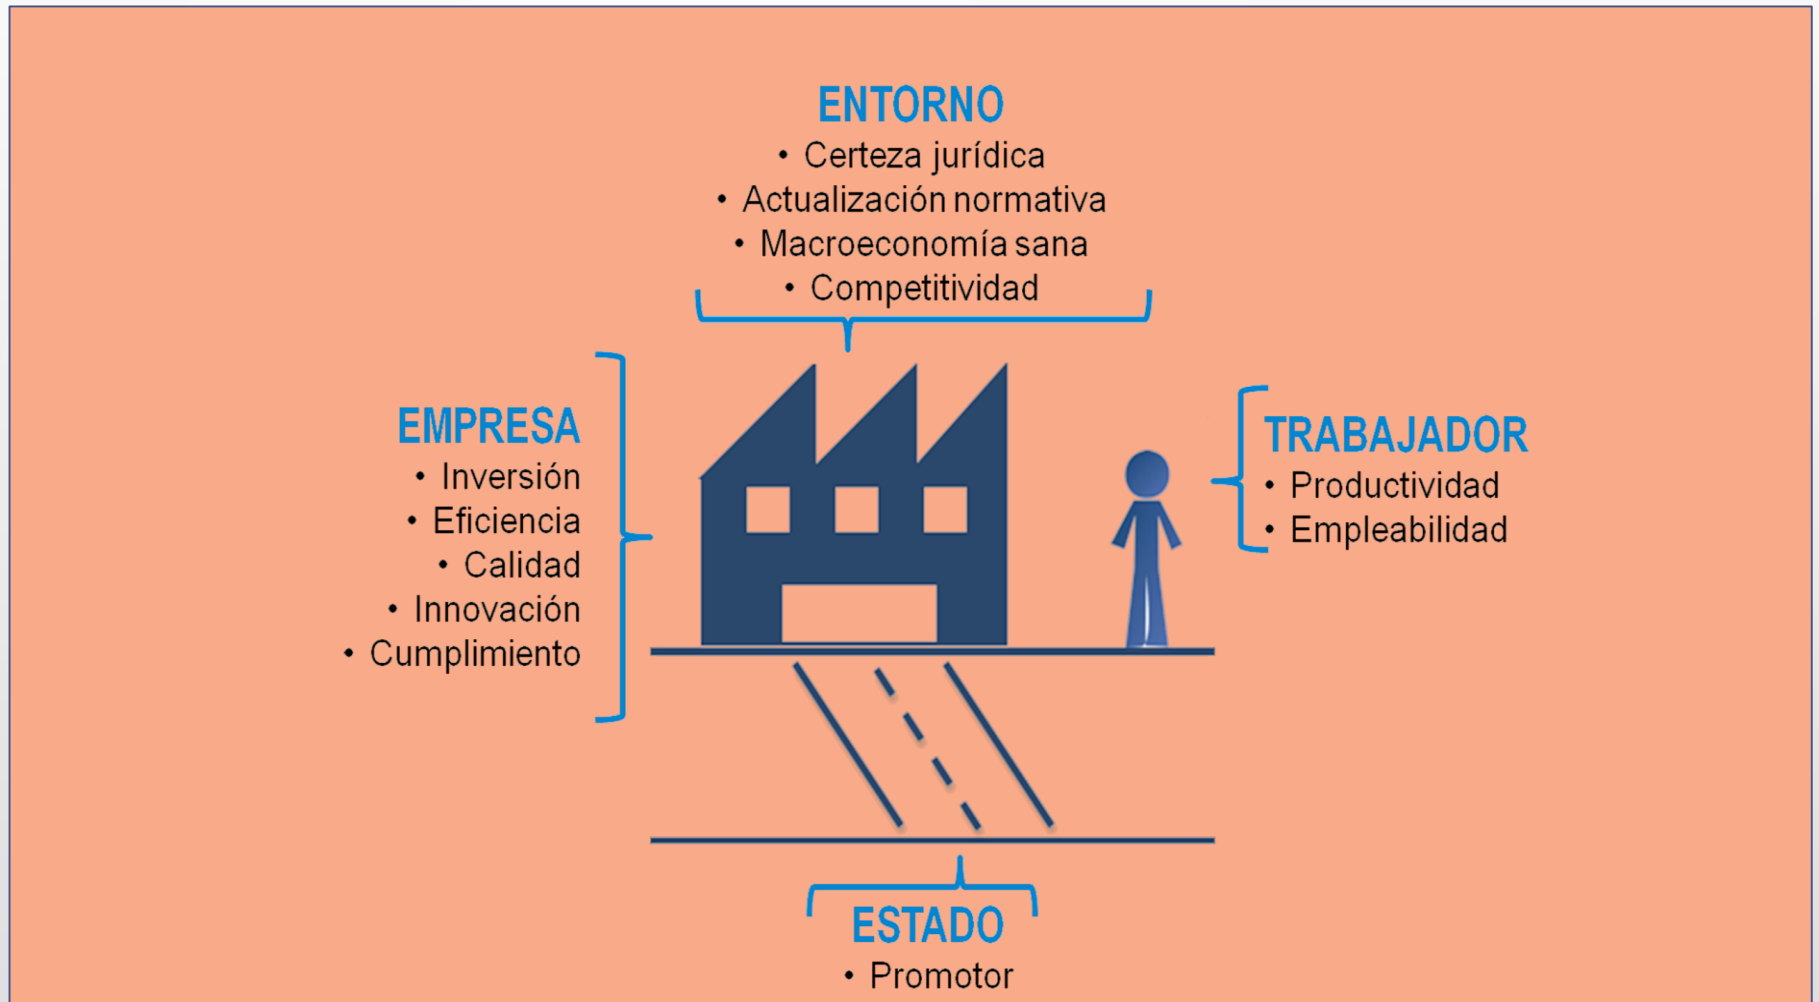 ENTORNO
• Certeza jurídica
• Actualización normativa
• Macroeconomía sana
• Competitividad
EMPRESA
• Inversión
• Eficiencia
• Calidad
• Innovación
• Cumplimiento
TRABAJADOR
• Productividad
• Empleabilidad
ESTADO
• Promotor